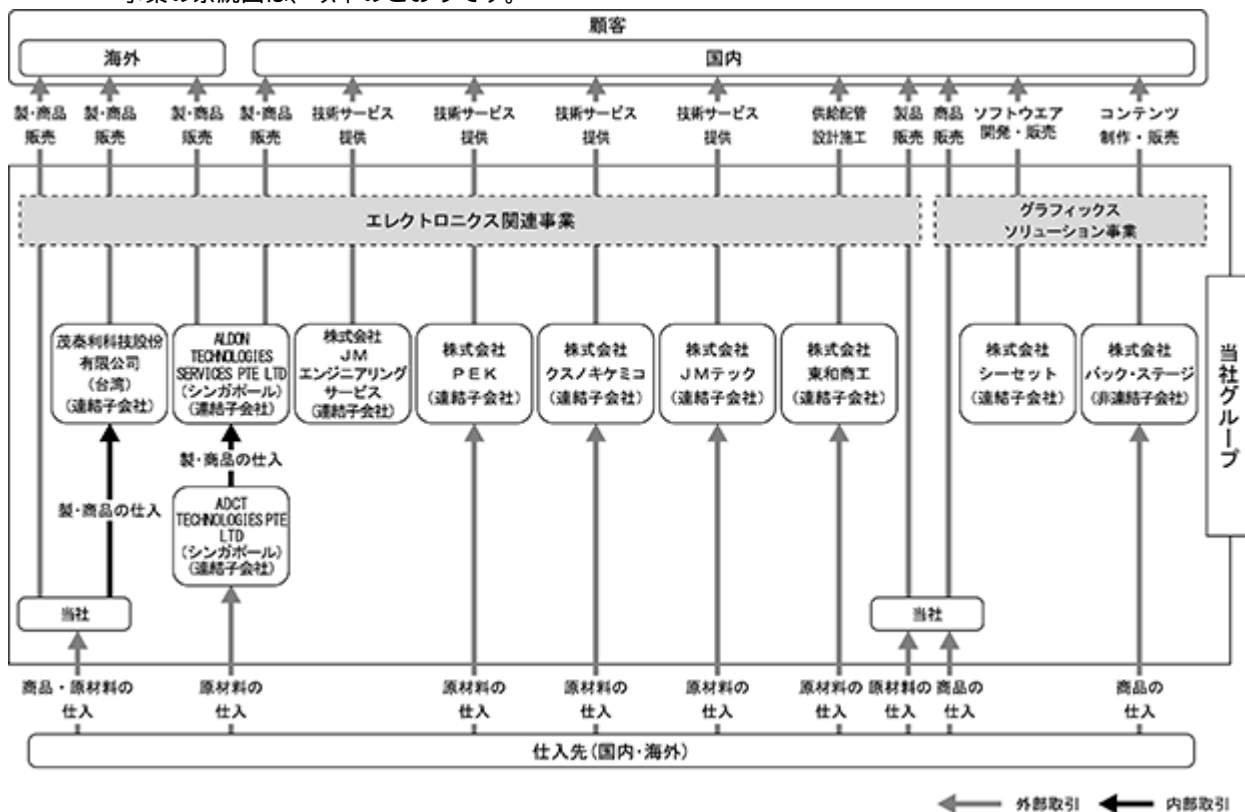 事業の系統図は、以下のとおりです。
顧客
海外
国内
製・商品
販売
製・商品
販売
製・商品
販売
製・商品
販売
技術サービス
提供
技術サービス
提供
技術サービス
提供
技術サービス
提供
供給配管
設計施工
製品
販売
商品
販売
ソフトウエア
開発・販売
コンテンツ
制作・販売
エレクトロニクス関連事業
グラフィックス
ソリューション事業
茂泰利科技股份
有限公司
(台湾)
(連結子会社)
ALDON
TECHNOLOGIES
SERVICES PTE LTD
(シンガポール)
(連結子会社)
株式会社
JM
エンジニアリング
サービス
(連結子会社)
株式会社
PEK
(連結子会社)
株式会社
クスノキケミコ
(連結子会社)
株式会社
JMテック
(連結子会社)
株式会社
東和商工
(連結子会社)
株式会社
シーセット
(連結子会社)
株式会社
バック・ステージ
(非連結子会社)
当社グループ
製・商品の仕入
製・商品の仕入
ADCT
TECHNOLOGIES PTE
LTD
(シンガポール)
(連結子会社)
当社
当社
商品・原材料の
仕入
原材料の
仕入
原材料の
仕入
原材料の
仕入
原材料の
仕入
原材料の
仕入
原材料の
仕入
商品の
仕入
商品の
仕入
仕入先(国内・海外)
外部取引
内部取引